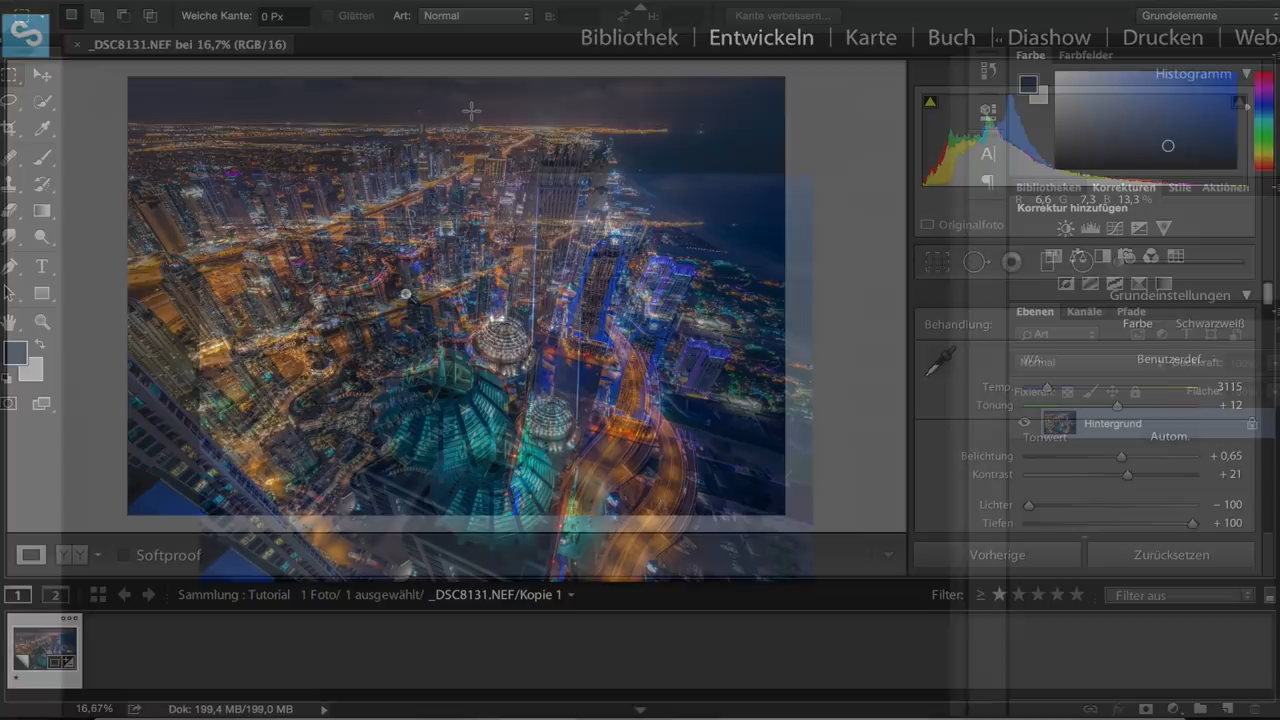 Weiche Kante: 0 Px Glätten Art: Normal B: H: Kante verbessern... Grundelemente
× _DSC8131.NEF bei 16,7% (RGB/16)
Bibliothek | Entwickeln | Karte | Buch | Diashow | Drucken | Web
Farbe Farbfelder
Histogramm
Bibliotheken Korrekturen Stile Aktionen
R 6,6 G 7,3 B 13,3 %
Korrektur hinzufügen
Originalfoto
Grundeinstellungen
Ebenen Kanäle Pfade
Behandlung: Farbe Schwarzweiß
Art
WA: Benutzerdef.
Normal
Temp. 3115
Fixieren: Fläche:
Tönung + 12
Hintergrund
Tonwert Autom.
Belichtung + 0,65
Kontrast + 21
Lichter − 100
Tiefen + 100
Y Y Softproof
Vorherige Zurücksetzen
1 2 Sammlung : Tutorial 1 Foto/ 1 ausgewählt/ _DSC8131.NEF/Kopie 1 Filter: ≥ Filter aus
16,67% Dok: 199,4 MB/199,0 MB